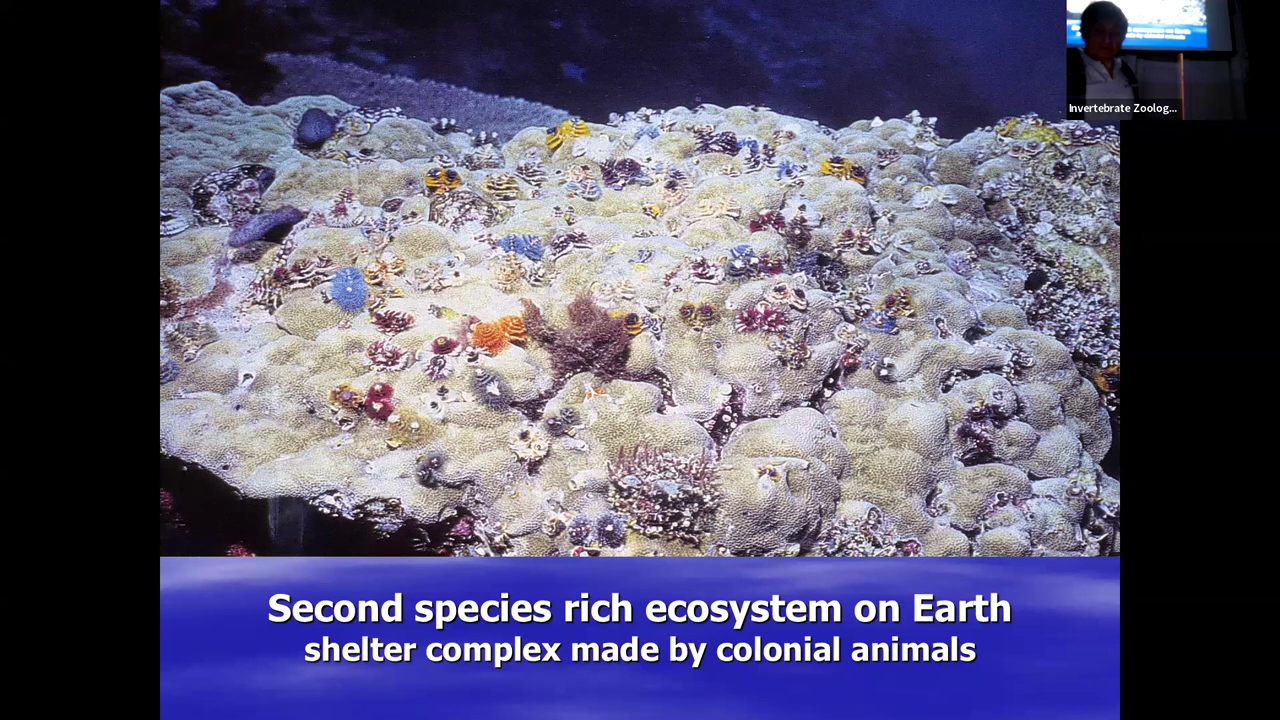 Invertebrate Zoolog...
Second species rich ecosystem on Earth
shelter complex made by colonial animals